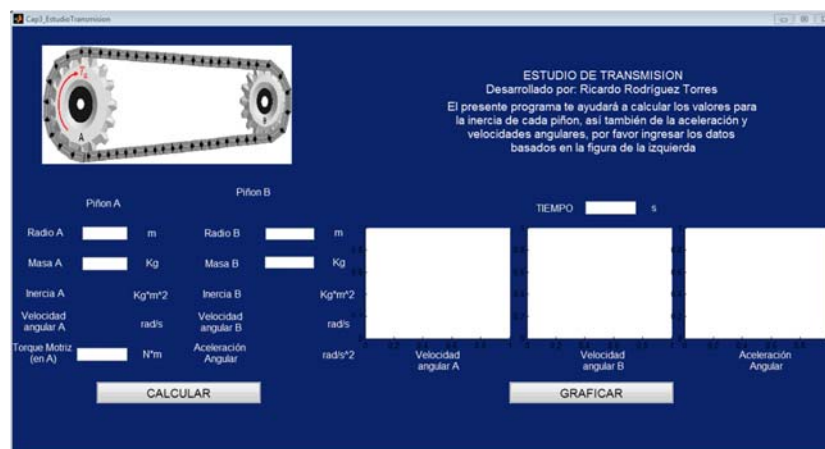 Cap3_EstudioTransmision
A
B
ESTUDIO DE TRANSMISION
Desarrollado por: Ricardo Rodríguez Torres
El presente programa te ayudará a calcular los valores para
la inercia de cada piñon, así también de la aceleración y
velocidades angulares, por favor ingresar los datos
basados en la figura de la izquierda
Piñon A
Piñon B
TIEMPO s
Radio A m Radio B m
Masa A Kg Masa B Kg
Inercia A Kg*m^2 Inercia B Kg*m^2
Velocidad
angular A rad/s
Velocidad
angular B rad/s
Torque Motriz
(en A) N*m
Aceleración
Angular rad/s^2
Velocidad
angular A
Velocidad
angular B
Aceleración
Angular
CALCULAR
GRAFICAR